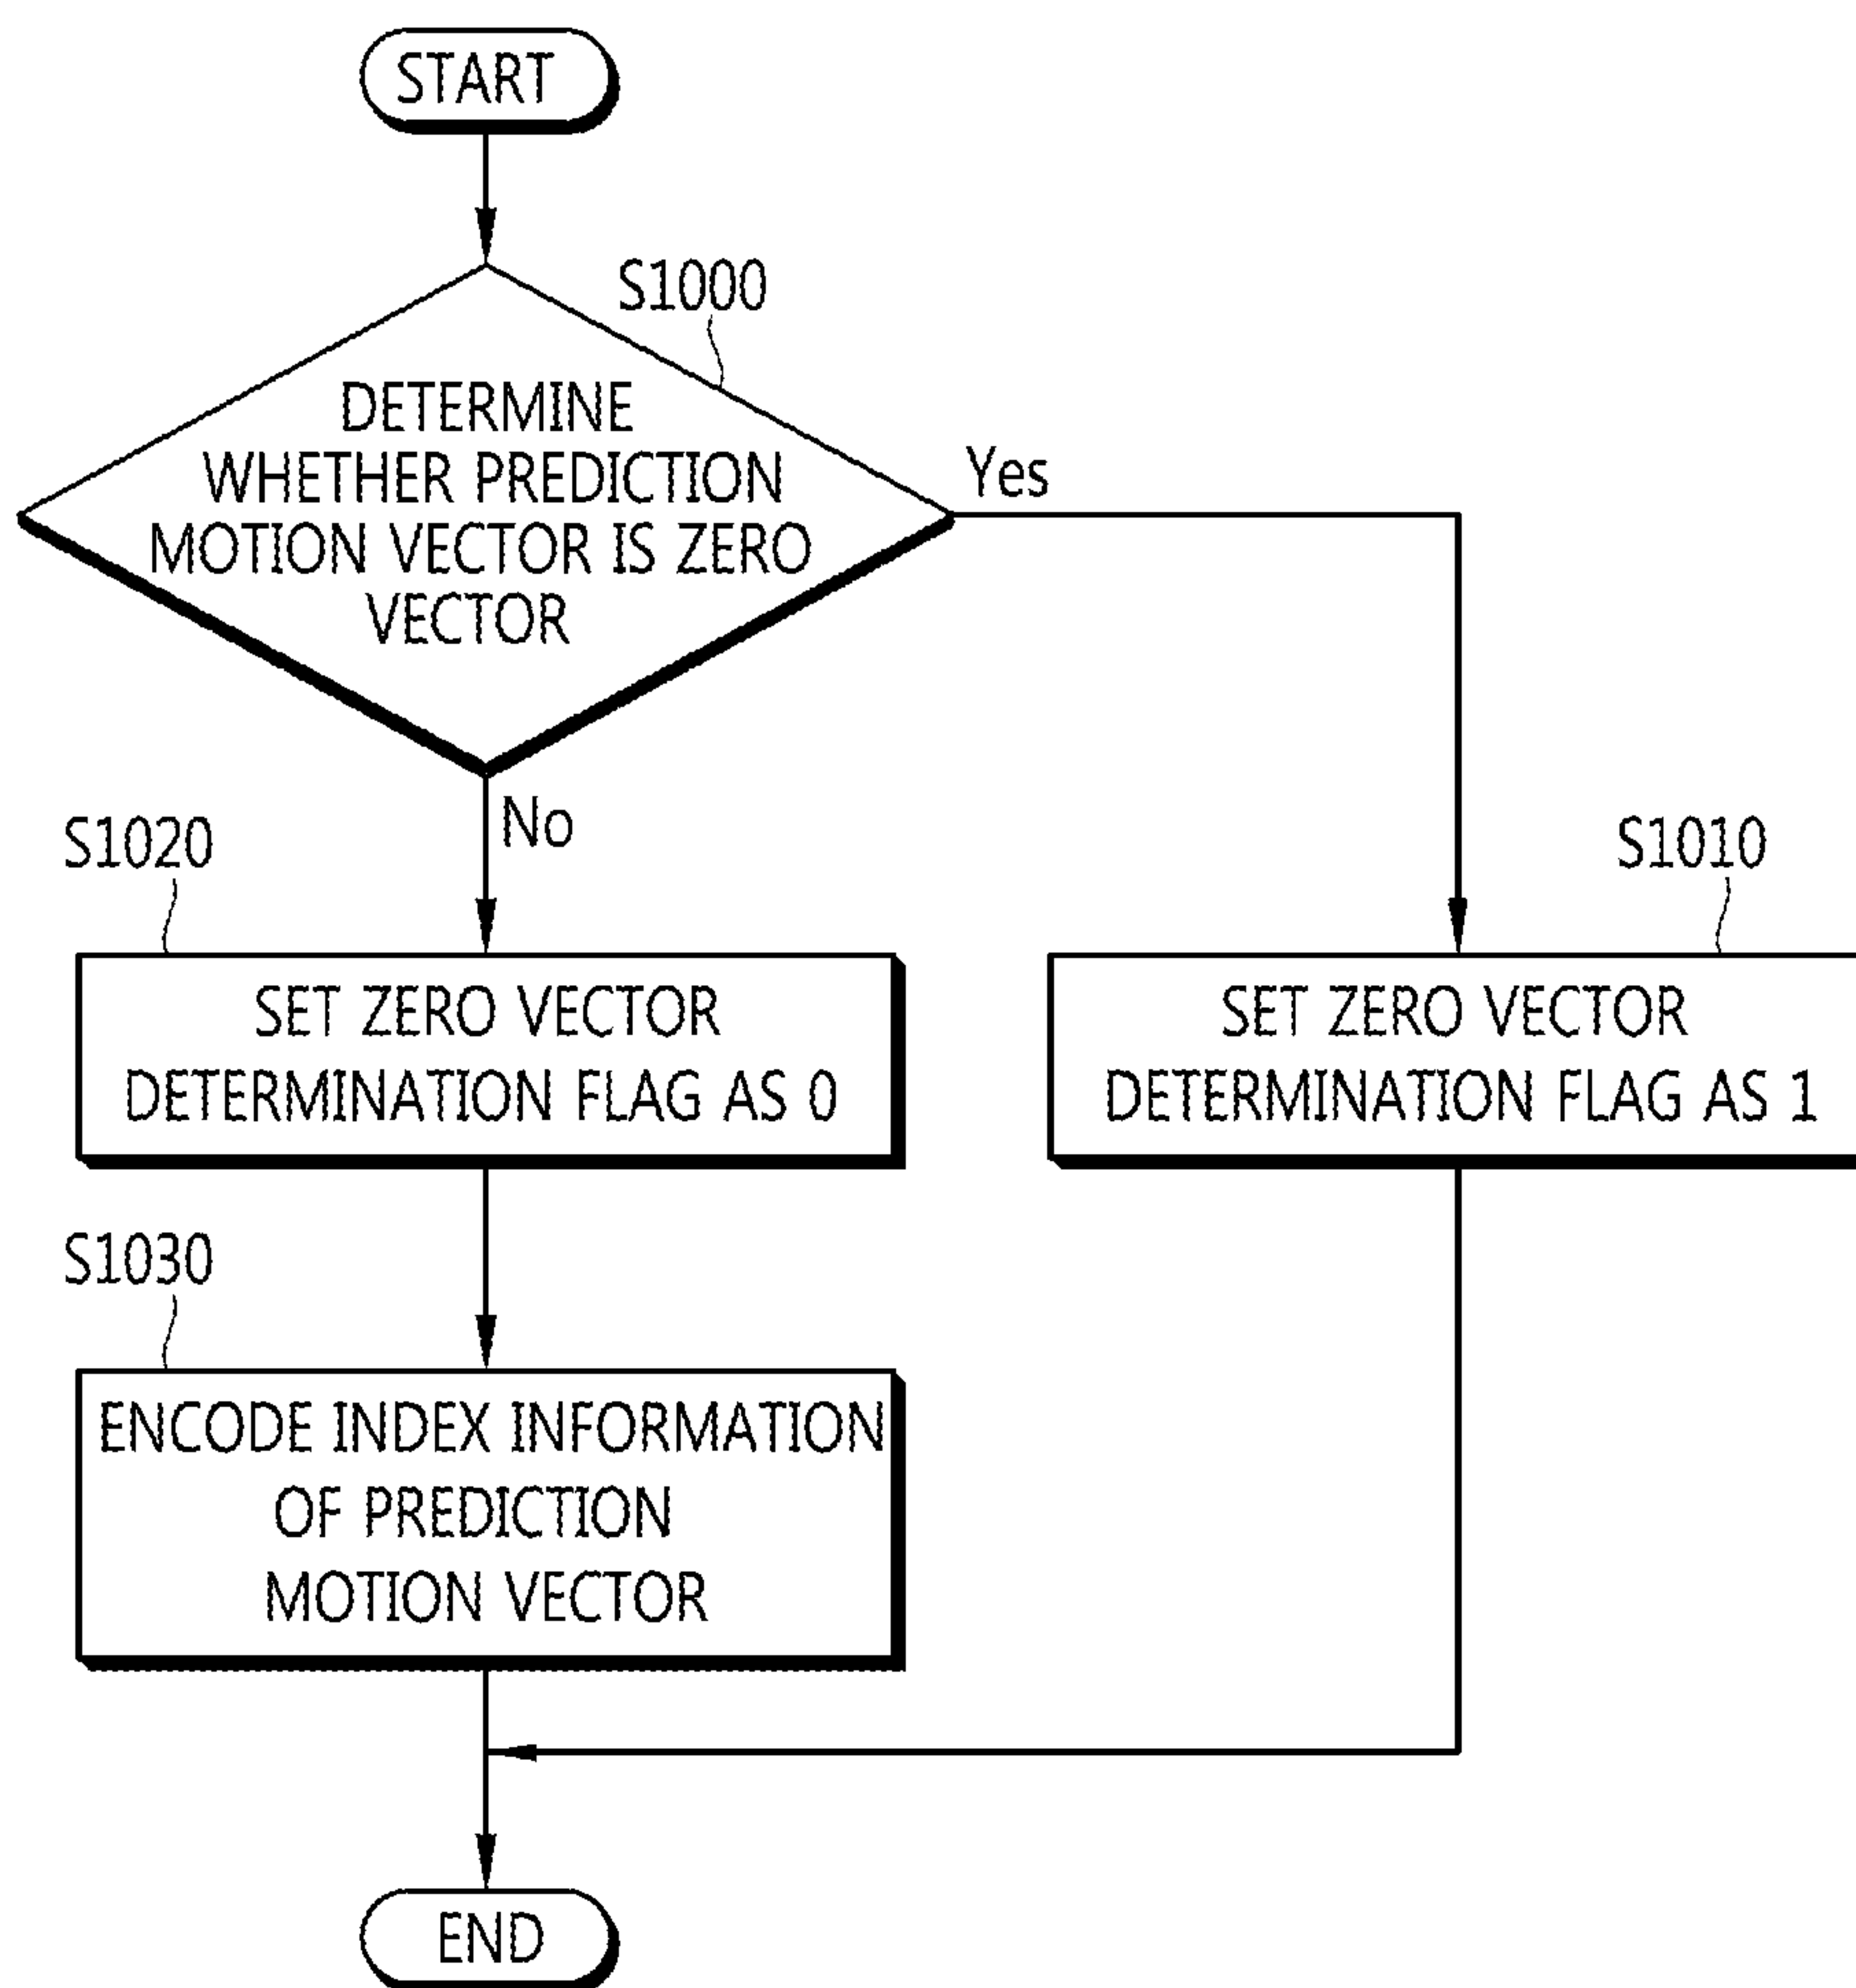 START
S1000
DETERMINE
WHETHER PREDICTION
MOTION VECTOR IS ZERO
VECTOR
Yes
No
S1020
SET ZERO VECTOR
DETERMINATION FLAG AS 0
S1010
SET ZERO VECTOR
DETERMINATION FLAG AS 1
S1030
ENCODE INDEX INFORMATION
OF PREDICTION
MOTION VECTOR
END